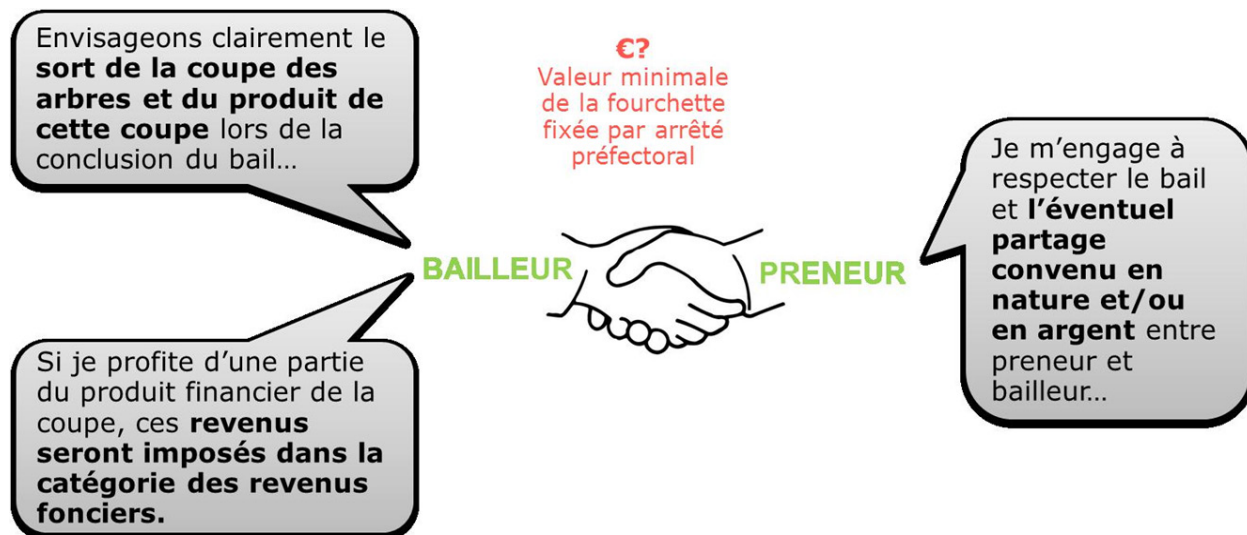 Envisageons clairement le
sort de la coupe des
arbres et du produit de
cette coupe lors de la
conclusion du bail…
€?
Valeur minimale
de la fourchette
fixée par arrêté
préfectoral
Je m’engage à
respecter le bail
et l’éventuel
partage
convenu en
nature et/ou
en argent entre
preneur et
bailleur…
BAILLEUR
PRENEUR
Si je profite d’une partie
du produit financier de la
coupe, ces revenus
seront imposés dans la
catégorie des revenus
fonciers.